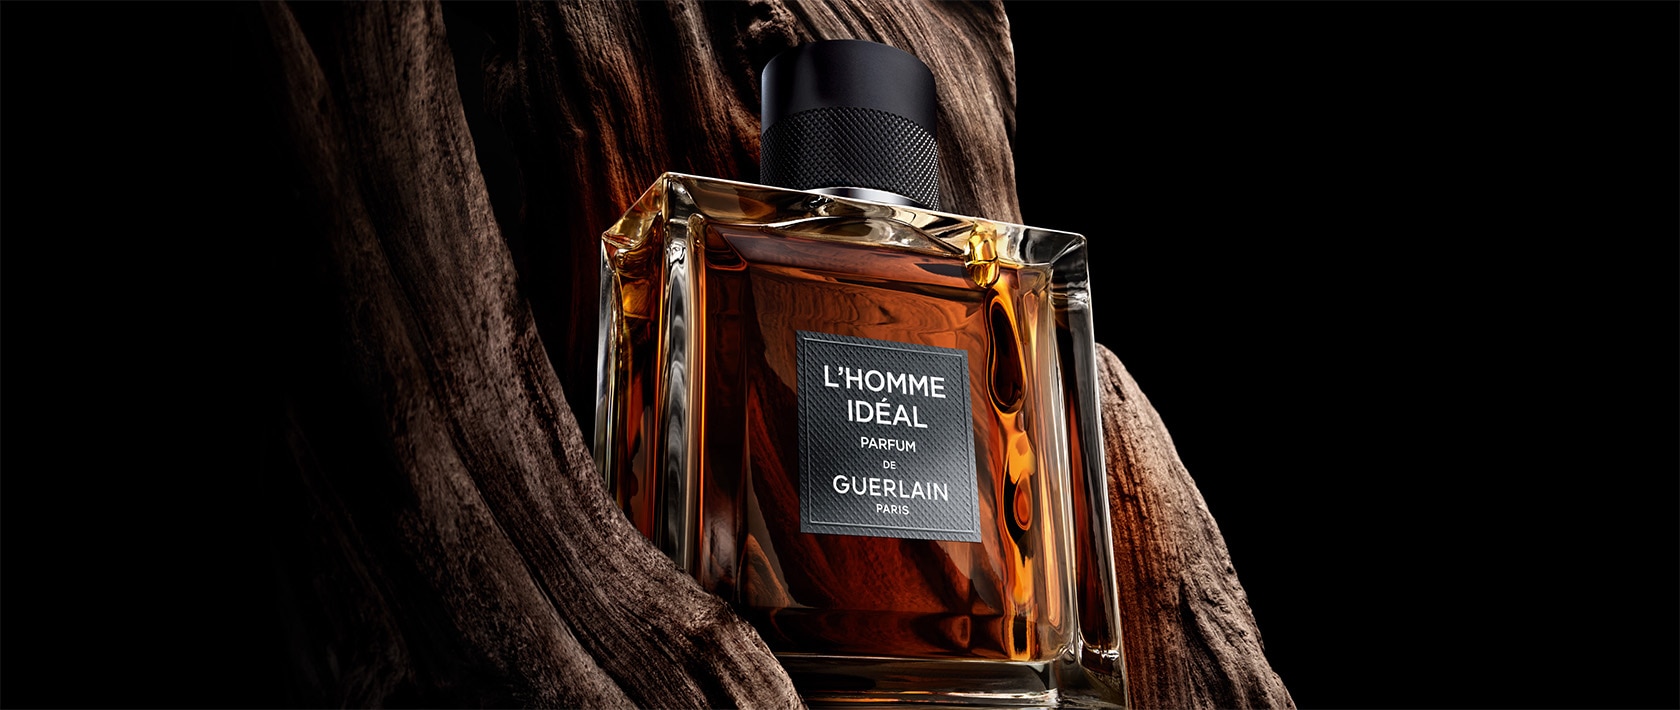 L'HOMME
IDÉAL
PARFUM
DE
GUERLAIN
PARIS